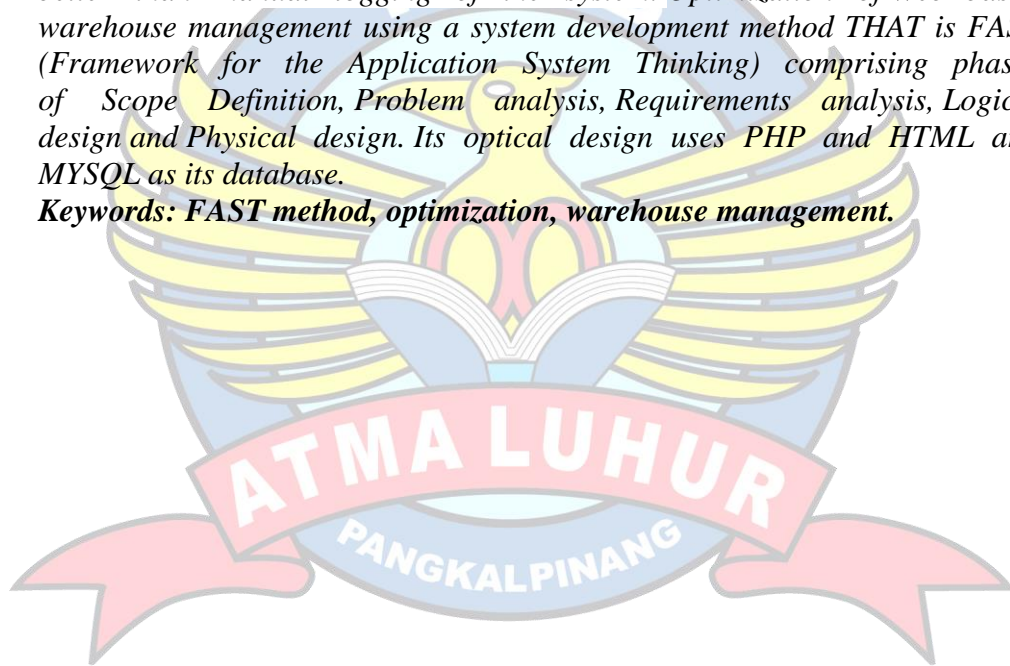 warehouse management using a system development method THAT is FAS
(Framework for the Application System Thinking) comprising phas
of Scope Definition, Problem analysis, Requirements analysis, Logic
design and Physical design. Its optical design uses PHP and HTML an
MYSQL as its database.
Keywords: FAST method, optimization, warehouse management.
ATMA LUHUR
PANGKALPINANG